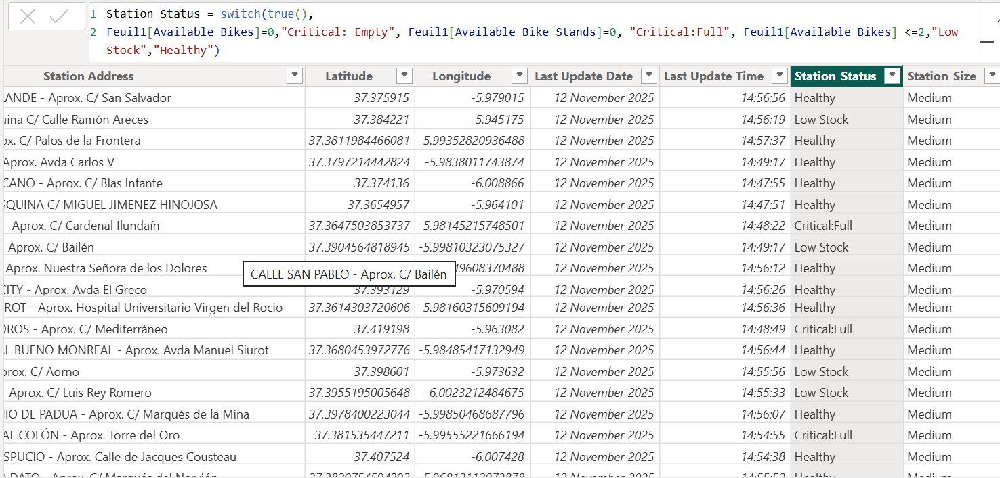 1 Station_Status = switch(true(),
2 Feuil1[Available Bikes]=0,"Critical: Empty", Feuil1[Available Bike Stands]=0, "Critical:Full", Feuil1[Available Bikes] <=2,"Low
Stock","Healthy")
Station Address Latitude Longitude Last Update Date Last Update Time Station_Status Station_Size
ANDE - Aprox. C/ San Salvador 37.375915 -5.979015 12 November 2025 14:56:56 Healthy Medium
uina C/ Calle Ramón Areces 37.384221 -5.945175 12 November 2025 14:56:19 Low Stock Medium
ox. C/ Palos de la Frontera 37.3811984466081 -5.99352820936488 12 November 2025 14:57:37 Healthy Medium
Aprox. Avda Carlos V 37.3797214442824 -5.9838011743874 12 November 2025 14:49:17 Healthy Medium
CANO - Aprox. C/ Blas Infante 37.374136 -6.008866 12 November 2025 14:47:55 Healthy Medium
SQUINA C/ MIGUEL JIMENEZ HINOJOSA 37.3654957 -5.964101 12 November 2025 14:47:51 Healthy Medium
- Aprox. C/ Cardenal Ilundaín 37.3647503853737 -5.98145215748501 12 November 2025 14:48:22 Critical:Full Medium
Aprox. C/ Bailén 37.3904564818945 -5.99810323075327 12 November 2025 14:49:17 Low Stock Medium
Aprox. Nuestra Señora de los Dolores 49608370488 12 November 2025 14:56:12 Healthy Medium
CALLE SAN PABLO - Aprox. C/ Bailén
CITY - Aprox. Avda El Greco 37.393129 -5.970594 12 November 2025 14:56:26 Healthy Medium
ROT - Aprox. Hospital Universitario Virgen del Rocio 37.3614303720606 -5.98160315609194 12 November 2025 14:56:36 Healthy Medium
OROS - Aprox. C/ Mediterráneo 37.419198 -5.963082 12 November 2025 14:48:49 Critical:Full Medium
L BUENO MONREAL - Aprox. Avda Manuel Siurot 37.3680453972776 -5.98485417132949 12 November 2025 14:56:44 Healthy Medium
prox. C/ Aorno 37.398601 -5.973632 12 November 2025 14:55:56 Low Stock Medium
- Aprox. C/ Luis Rey Romero 37.3955195005648 -6.0023212484675 12 November 2025 14:55:33 Low Stock Medium
IO DE PADUA - Aprox. C/ Marqués de la Mina 37.3978400223044 -5.99850468687796 12 November 2025 14:56:07 Healthy Medium
AL COLÓN - Aprox. Torre del Oro 37.381535447211 -5.995555221666194 12 November 2025 14:54:55 Critical:Full Medium
SPUCIO - Aprox. Calle de Jacques Cousteau 37.407524 -6.007428 12 November 2025 14:54:38 Healthy Medium
DATO - Aprox. C/ Marqués del Nervión 12 November 2025 Healthy Medium